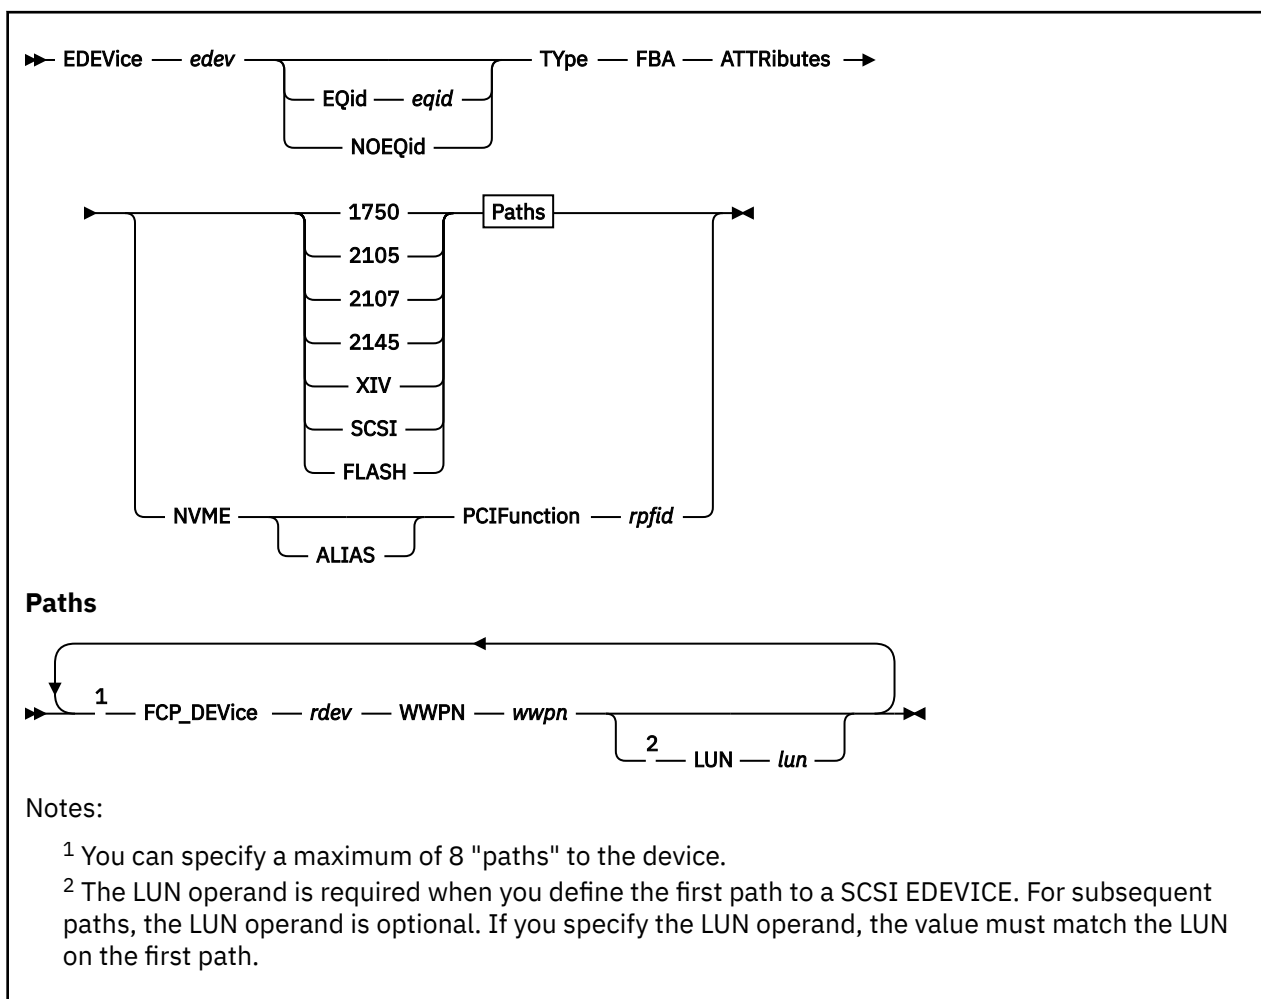 EDEVice edev TYpe FBA ATTRibutes
EQid eqid
NOEQid
1750 Paths
2105
2107
2145
XIV
SCSI
FLASH
NVME PCIFunction rpfid
ALIAS
Paths
1 FCP_DEVice rdev WWPN wwpn
2 LUN lun
Notes:
1 You can specify a maximum of 8 "paths" to the device.
2 The LUN operand is required when you define the first path to a SCSI EDEVICE. For subsequent
paths, the LUN operand is optional. If you specify the LUN operand, the value must match the LUN
on the first path.